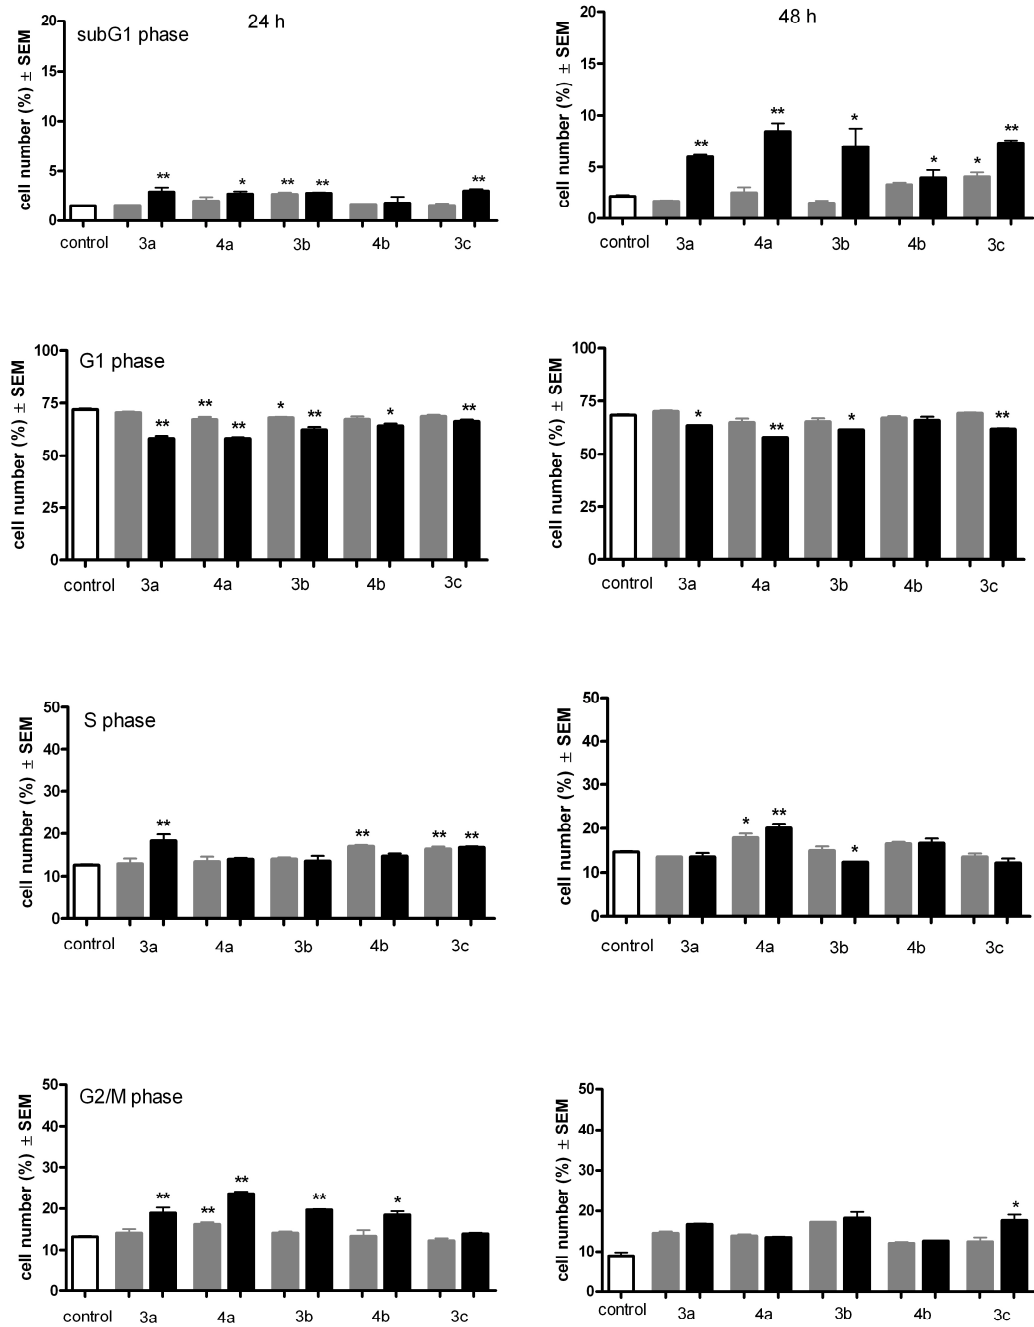 24 h
subG1 phase
cell number (%) ± SEM
20
15
10
5
0
** * ** ** **
control 3a 4a 3b 4b 3c
48 h
cell number (%) ± SEM
20
15
10
5
0
** ** * * * **
control 3a 4a 3b 4b 3c
G1 phase
cell number (%) ± SEM
100
75
50
25
0
** ** ** * ** * **
control 3a 4a 3b 4b 3c
cell number (%) ± SEM
100
75
50
25
0
* ** * **
control 3a 4a 3b 4b 3c
S phase
cell number (%) ± SEM
50
40
30
20
10
0
** ** ** **
control 3a 4a 3b 4b 3c
cell number (%) ± SEM
50
40
30
20
10
0
* ** *
control 3a 4a 3b 4b 3c
G2/M phase
cell number (%) ± SEM
50
40
30
20
10
0
** ** ** ** *
control 3a 4a 3b 4b 3c
cell number (%) ± SEM
50
40
30
20
10
0
*
control 3a 4a 3b 4b 3c